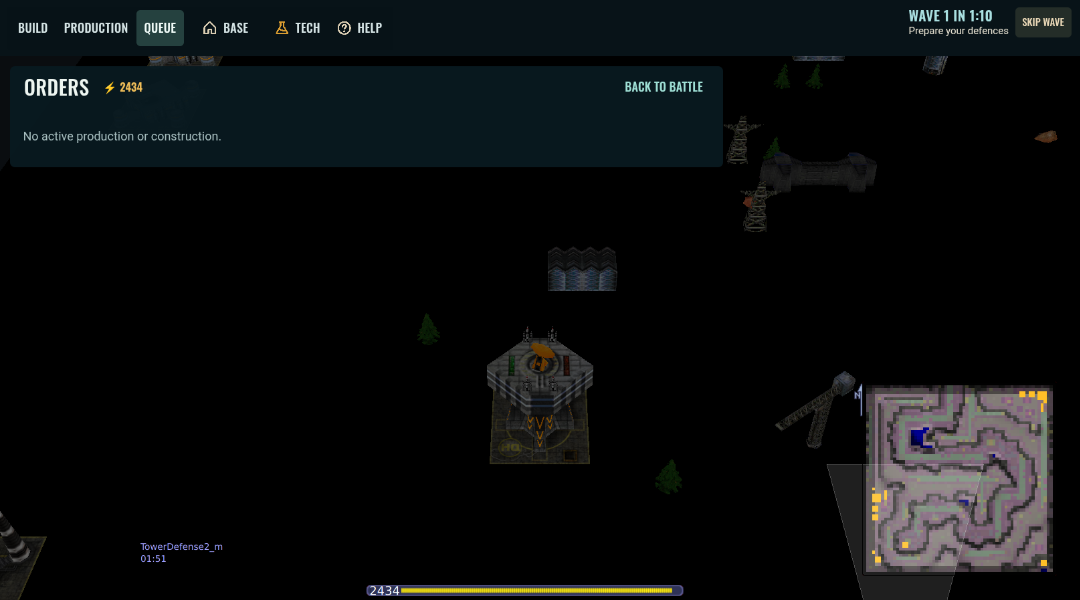 BUILD PRODUCTION QUEUE BASE TECH HELP
WAVE 1 IN 1:10
Prepare your defences
SKIP WAVE
ORDERS 2434
BACK TO BATTLE
No active production or construction.
HQ
N
TowerDefense2_m
01:51
2434